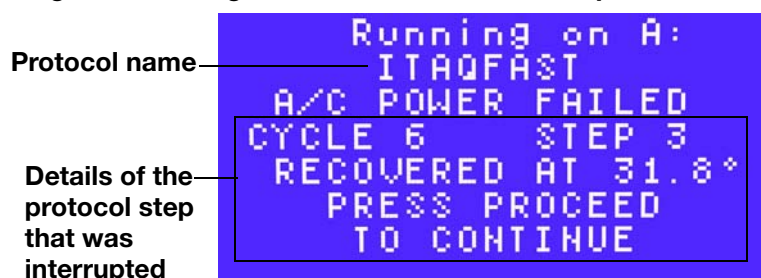 Running on A:
Protocol name
ITAQFAST
A/C POWER FAILED
CYCLE 6 STEP 3
RECOVERED AT 31.8°
PRESS PROCEED
TO CONTINUE
Details of the
protocol step
that was
interrupted